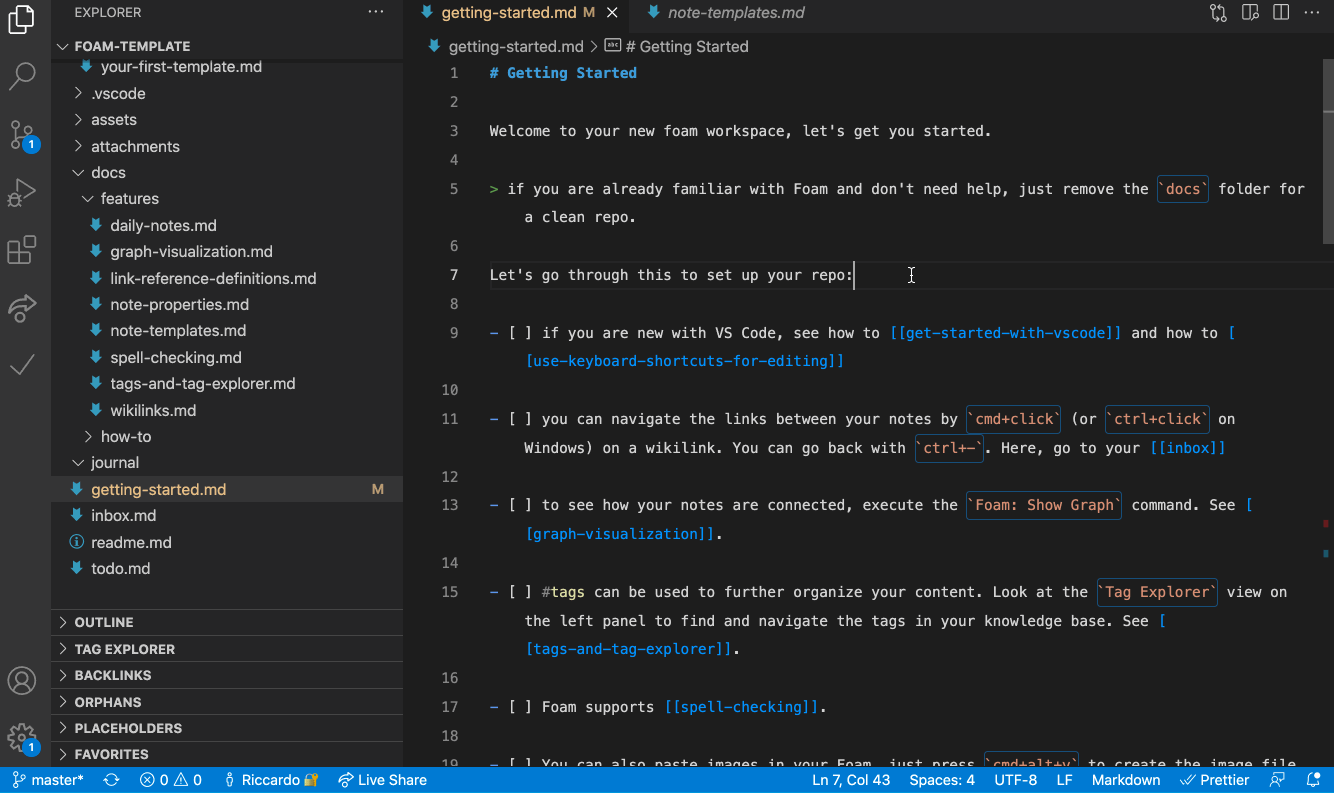 EXPLORER
getting-started.md M
note-templates.md
FOAM-TEMPLATE
getting-started.md > # Getting Started
your-first-template.md
.vscode
assets
attachments
docs
features
daily-notes.md
graph-visualization.md
link-reference-definitions.md
note-properties.md
note-templates.md
spell-checking.md
tags-and-tag-explorer.md
wikilinks.md
how-to
journal
getting-started.md M
inbox.md
readme.md
todo.md
OUTLINE
TAG EXPLORER
BACKLINKS
ORPHANS
PLACEHOLDERS
FAVORITES
1
1
1 # Getting Started
2
3 Welcome to your new foam workspace, let's get you started.
4
5 > if you are already familiar with Foam and don't need help, just remove the `docs` folder for
a clean repo.
6
7 Let's go through this to set up your repo:
8
9 - [ ] if you are new with VS Code, see how to [[get-started-with-vscode]] and how to [
[use-keyboard-shortcuts-for-editing]]
10
11 - [ ] you can navigate the links between your notes by `cmd+click` (or `ctrl+click` on
Windows) on a wikilink. You can go back with `ctrl+-`. Here, go to your [[inbox]]
12
13 - [ ] to see how your notes are connected, execute the `Foam: Show Graph` command. See [
[graph-visualization]].
14
15 - [ ] #tags can be used to further organize your content. Look at the `Tag Explorer` view on
the left panel to find and navigate the tags in your knowledge base. See [
[tags-and-tag-explorer]].
16
17 - [ ] Foam supports [[spell-checking]].
18
19 - [ ] You can also paste images in your Foam, just press `cmd+alt+v` to create the image file
master* 0 0 Riccardo Live Share Ln 7, Col 43 Spaces: 4 UTF-8 LF Markdown Prettier